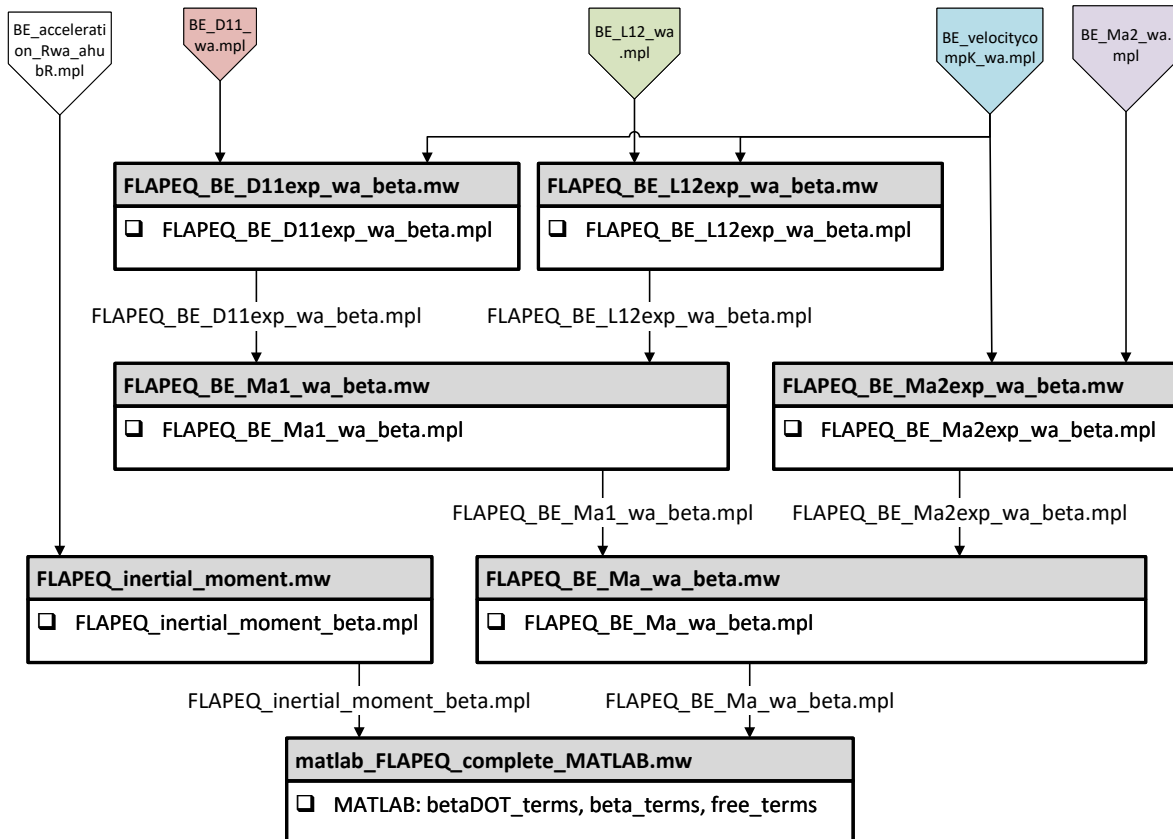 BE_accelerati
on_Rwa_ahu
bR.mpl
BE_D11_
wa.mpl
BE_L12_wa
.mpl
BE_velocityco
mpK_wa.mpl
BE_Ma2_wa.
mpl
FLAPEQ_BE_D11exp_wa_beta.mw
❑ FLAPEQ_BE_D11exp_wa_beta.mpl
FLAPEQ_BE_L12exp_wa_beta.mw
❑ FLAPEQ_BE_L12exp_wa_beta.mpl
FLAPEQ_BE_D11exp_wa_beta.mpl
FLAPEQ_BE_L12exp_wa_beta.mpl
FLAPEQ_BE_Ma1_wa_beta.mw
❑ FLAPEQ_BE_Ma1_wa_beta.mpl
FLAPEQ_BE_Ma2exp_wa_beta.mw
❑ FLAPEQ_BE_Ma2exp_wa_beta.mpl
FLAPEQ_BE_Ma1_wa_beta.mpl
FLAPEQ_BE_Ma2exp_wa_beta.mpl
FLAPEQ_inertial_moment.mw
❑ FLAPEQ_inertial_moment_beta.mpl
FLAPEQ_BE_Ma_wa_beta.mw
❑ FLAPEQ_BE_Ma_wa_beta.mpl
FLAPEQ_inertial_moment_beta.mpl
FLAPEQ_BE_Ma_wa_beta.mpl
matlab_FLAPEQ_complete_MATLAB.mw
❑ MATLAB: betaDOT_terms, beta_terms, free_terms